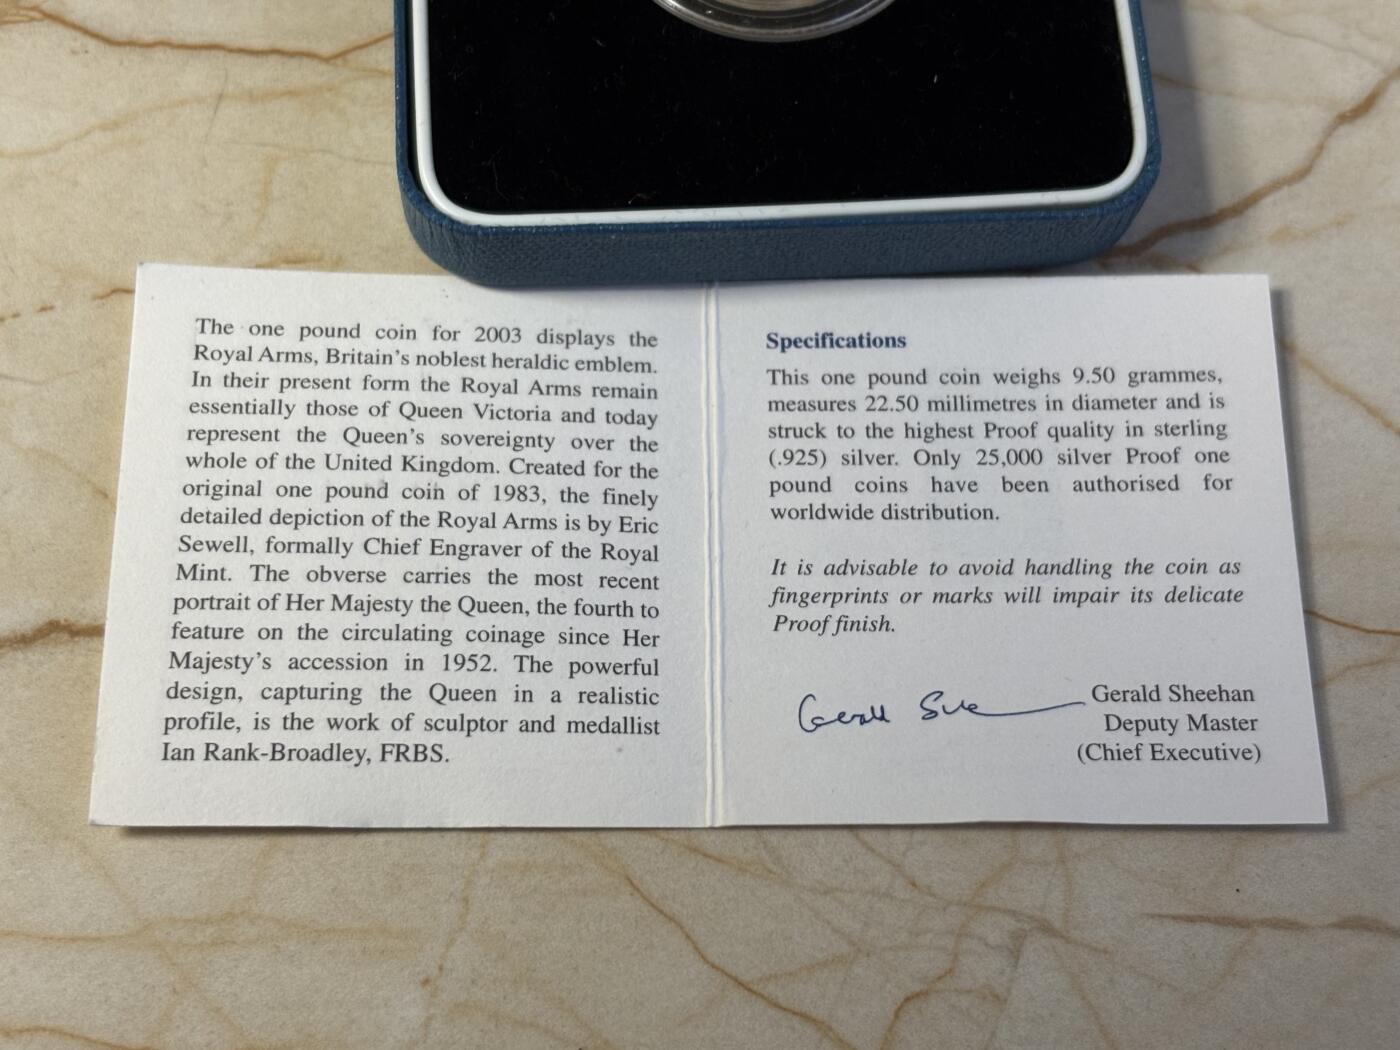 The one pound coin for 2003 displays the
Royal Arms, Britain's noblest heraldic emblem.
In their present form the Royal Arms remain
essentially those of Queen Victoria and today
represent the Queen's sovereignty over the
whole of the United Kingdom. Created for the
original one pound coin of 1983, the finely
detailed depiction of the Royal Arms is by Eric
Sewell, formally Chief Engraver of the Royal
Mint. The obverse carries the most recent
portrait of Her Majesty the Queen, the fourth to
feature on the circulating coinage since Her
Majesty's accession in 1952. The powerful
design, capturing the Queen in a realistic
profile, is the work of sculptor and medallist
Ian Rank-Broadley, FRBS.
Specifications
This one pound coin weighs 9.50 grammes,
measures 22.50 millimetres in diameter and is
struck to the highest Proof quality in sterling
(.925) silver. Only 25,000 silver Proof one
pound coins have been authorised for
worldwide distribution.
It is advisable to avoid handling the coin as
fingerprints or marks will impair its delicate
Proof finish.
Gerald Sheehan
Deputy Master
(Chief Executive)